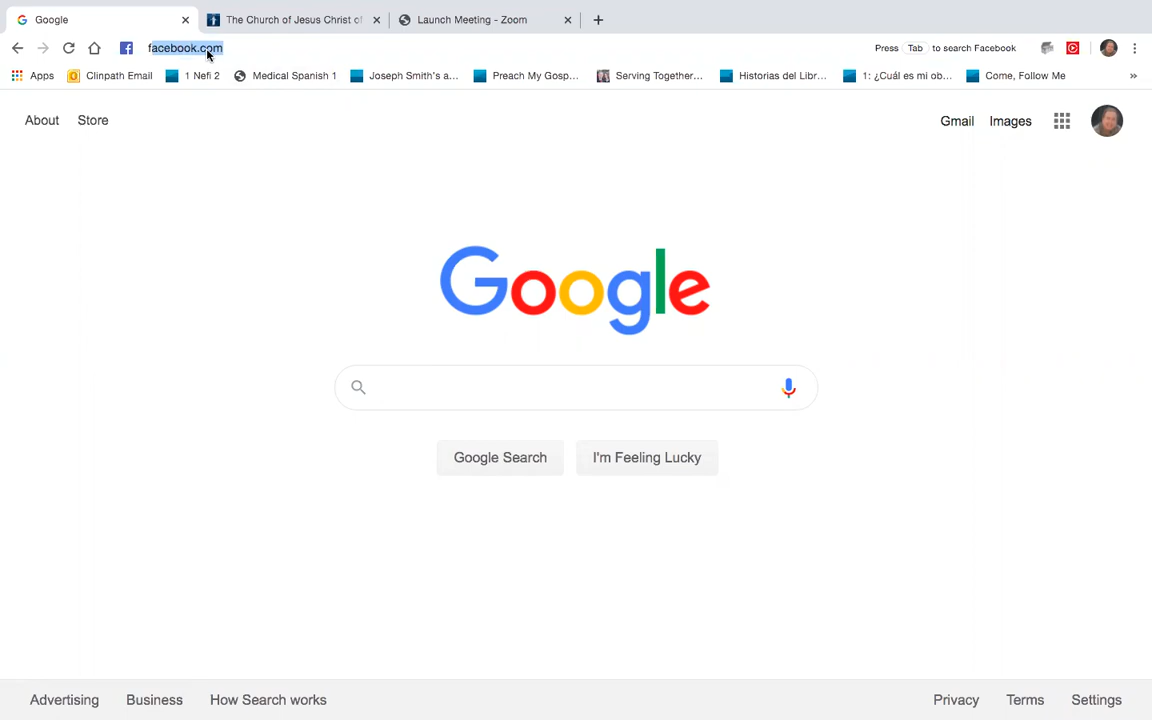 Google
The Church of Jesus Christ of
Launch Meeting - Zoom
facebook.com
Press Tab to search Facebook
Apps
Clinpath Email
1 Nefi 2
Medical Spanish 1
Joseph Smith's a...
Preach My Gosp...
Serving Together...
Historias del Libr...
1: ¿Cuál es mi ob...
Come, Follow Me
»
About
Store
Gmail
Images
Google
Google Search
I'm Feeling Lucky
Advertising
Business
How Search works
Privacy
Terms
Settings